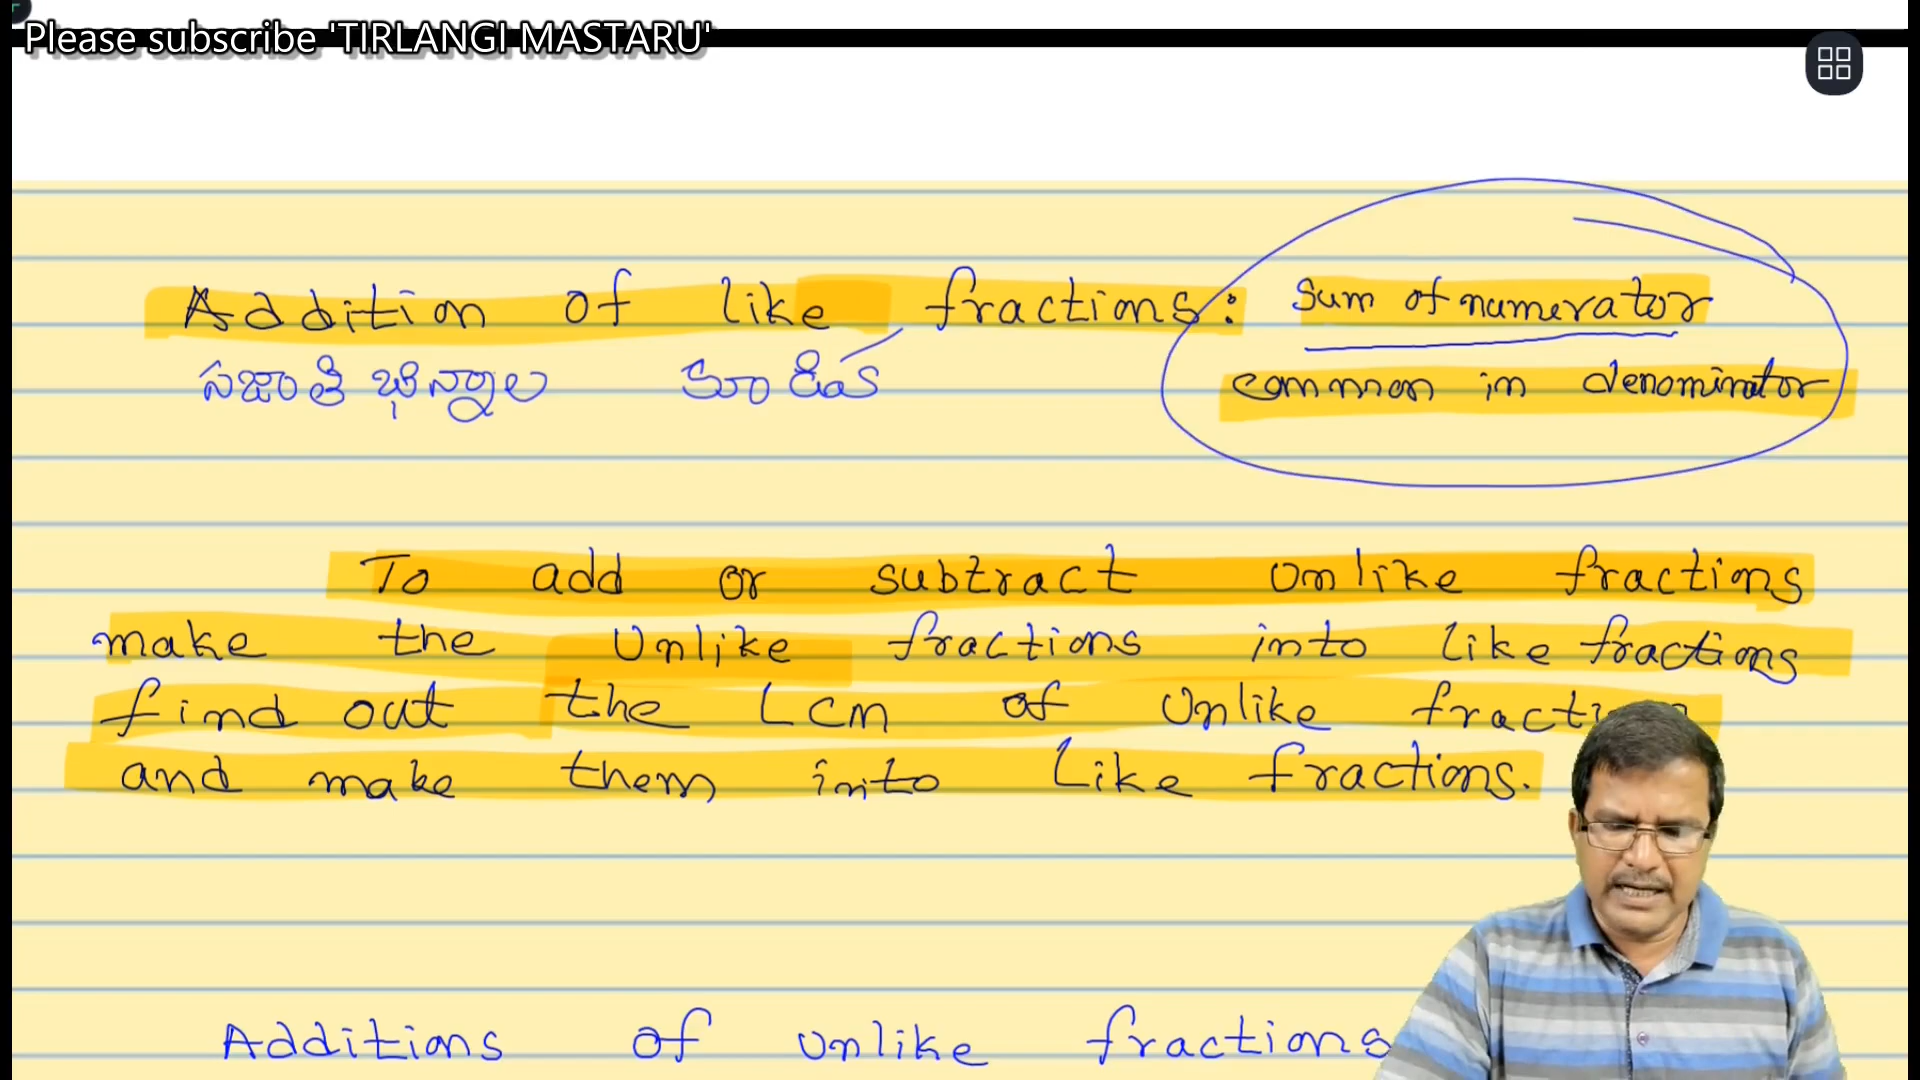 Please subscribe 'TIRLANGI MASTARU'
Addition of like fractions: Sum of numerator
సజాతి భిన్నాల కూడిక common in denominator
To add or subtract unlike fractions
make the Unlike fractions into like fractions
find out the Lcm of Unlike
and make them into Like fractions.
Additions of unlike fractions